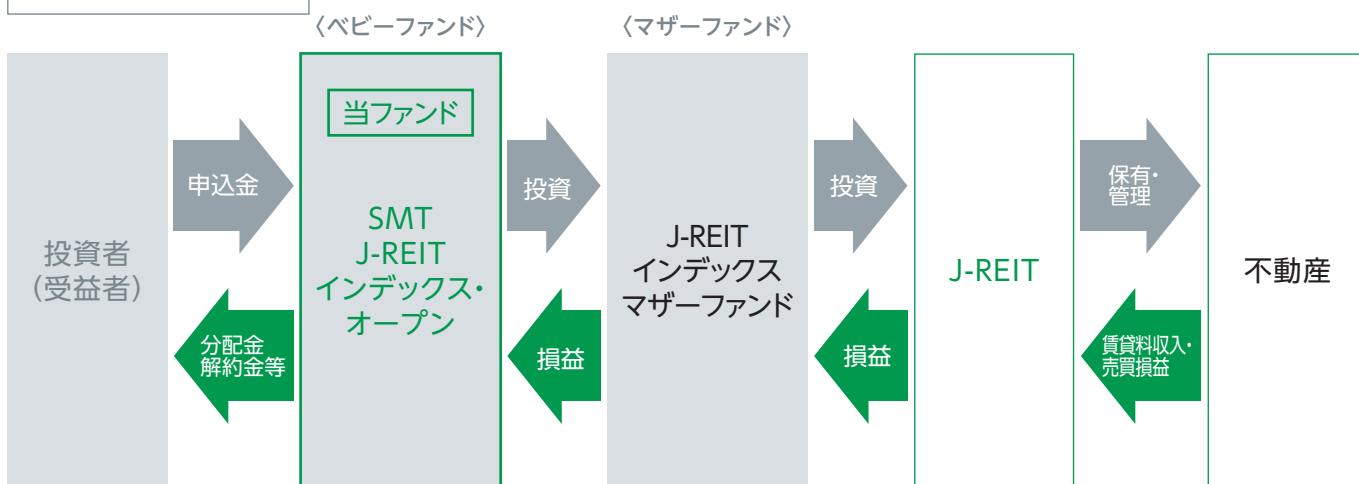 〈ベビーファンド〉
〈マザーファンド〉
投資者
(受益者)
申込金
分配金
解約金等
当ファンド
SMT
J-REIT
インデックス・
オープン
投資
損益
J-REIT
インデックス
マザーファンド
投資
損益
J-REIT
保有・
管理
賃貸料収入・
売買損益
不動産